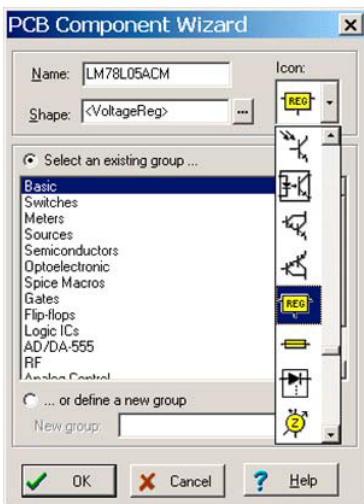 PCB Component Wizard
Name: LM78L05ACM
Icon:
REG
Shape: <VoltageReg> ...
Select an existing group ...
Basic
Switches
Meters
Sources
Semiconductors
Optoelectronic
Spice Macros
Gates
Flip-flops
Logic ICs
AD/DA-555
RF
Analog Control
REG
Z
... or define a new group
New group:
OK
Cancel
? Help